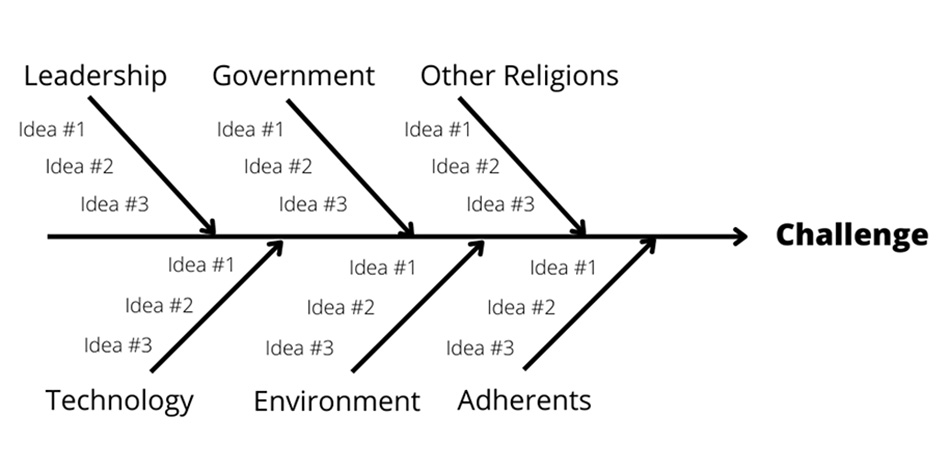 Leadership
Government
Other Religions
Idea #1
Idea #1
Idea #1
Idea #2
Idea #2
Idea #2
Idea #3
Idea #3
Idea #3
Challenge
Idea #1
Idea #1
Idea #1
Idea #2
Idea #2
Idea #2
Idea #3
Idea #3
Idea #3
Technology
Environment
Adherents